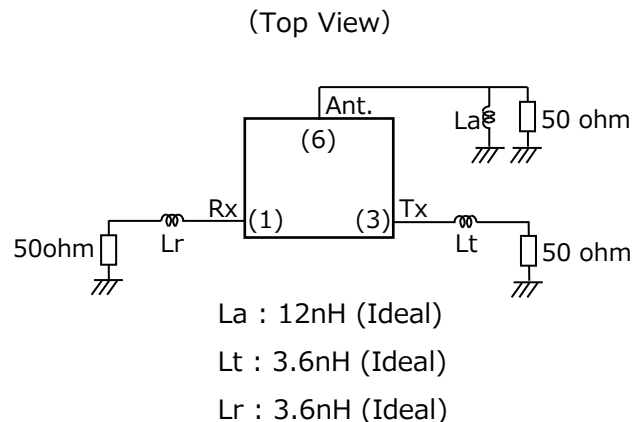 (Top View)
Ant.
(6)
La
50 ohm
Rx
(1)
(3)
Tx
50ohm
Lr
Lt
50 ohm
La : 12nH (Ideal)
Lt : 3.6nH (Ideal)
Lr : 3.6nH (Ideal)